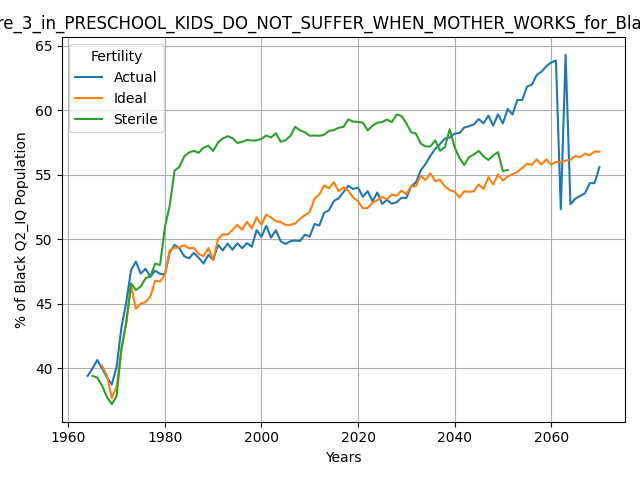 re_3_in_PRESCHOOL_KIDS_DO_NOT_SUFFER_WHEN_MOTHER_WORKS_for_Bla
Fertility
Actual
Ideal
Sterile
% of Black Q2_IQ Population
65
60
55
50
45
40
1960
1980
2000
2020
2040
2060
Years